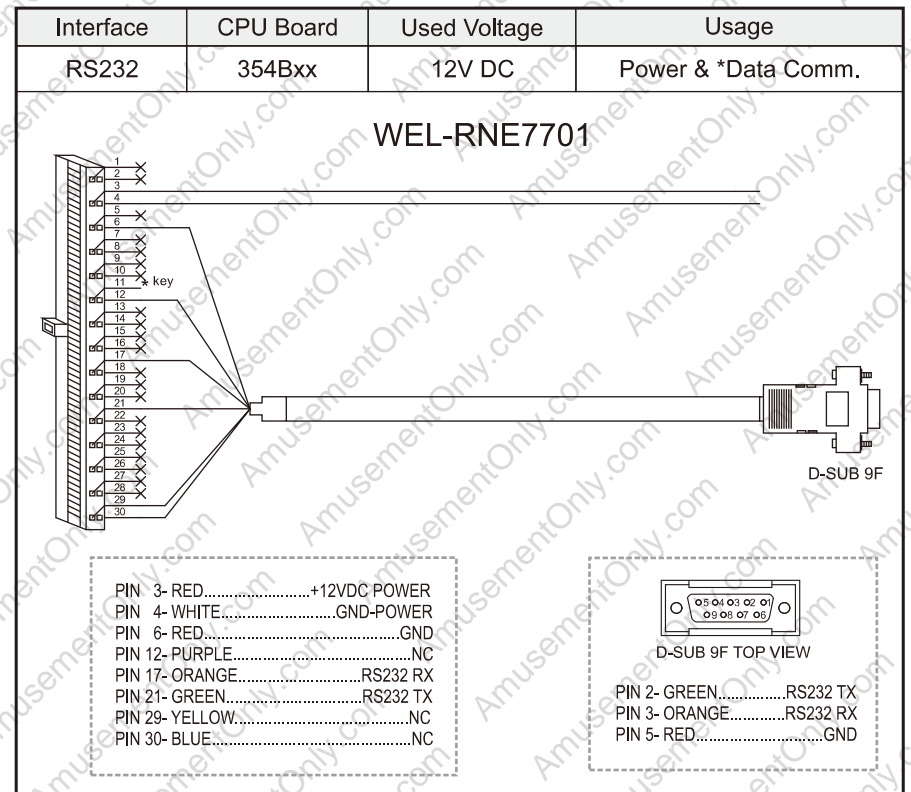 Interface CPU Board Used Voltage Usage
RS232 354Bxx 12V DC Power & *Data Comm.
WEL-RNE7701
1
2
3
4
5
6
7
8
9
10
11 * key
12
13
14
15
16
17
18
19
20
21
22
23
24
25
26
27
28
29
30
D-SUB 9F
PIN 3- RED......................+12VDC POWER
PIN 4- WHITE........................GND-POWER
PIN 6- RED.........................................GND
PIN 12- PURPLE.....................................NC
PIN 17- ORANGE..........................RS232 RX
PIN 21- GREEN............................RS232 TX
PIN 29- YELLOW....................................NC
PIN 30- BLUE.........................................NC
5 4 3 2 1
9 8 7 6
D-SUB 9F TOP VIEW
PIN 2- GREEN..............RS232 TX
PIN 3- ORANGE...........RS232 RX
PIN 5- RED..........................GND
AmusementOnly.com